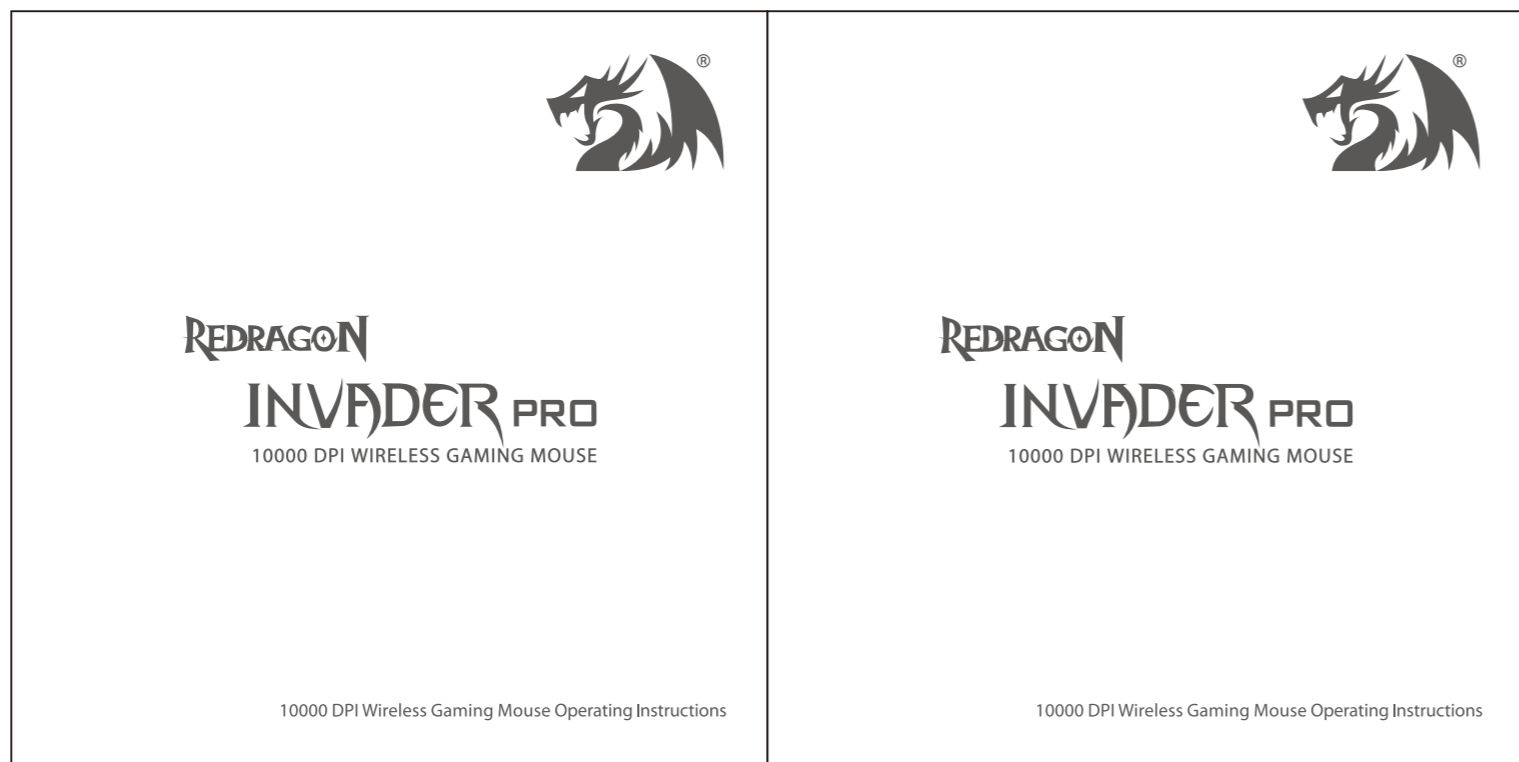 ®
REDRAGON
INVADER PRO
10000 DPI WIRELESS GAMING MOUSE
10000 DPI Wireless Gaming Mouse Operating Instructions
®
REDRAGON
INVADER PRO
10000 DPI WIRELESS GAMING MOUSE
10000 DPI Wireless Gaming Mouse Operating Instructions